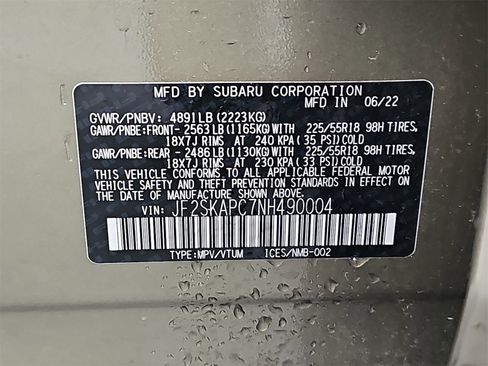 MFD BY SUBARU CORPORATION
GVWR/PNBV: 4891LB (2223KG) IN 06/22
GAWR/PNBE:FRONT- 2563LB (1165KG)WITH 225/55R18 98H TIRES,
18X7J RIMS AT 240 KPA ( 35 PSI) COLD
GAWR/PNBE:REAR - 2486LB (1130KG)WITH 225/55R18 98H TIRES,
18X7J RIMS AT 230 KPA ( 33 PSI) COLD
THIS VEHICLE CONFORMS TO ALL APPLICABLE FEDERAL MOTOR
VEHICLE SAFETY AND THEFT PREVENTION STANDARDS IN EFFECT ON THE
DATE OF MANUFACTURE SHOWN ABOVE.
VIN: JF2SKAPC7NH490004
TYPE:MPV/VTUM ICES/NMB-002